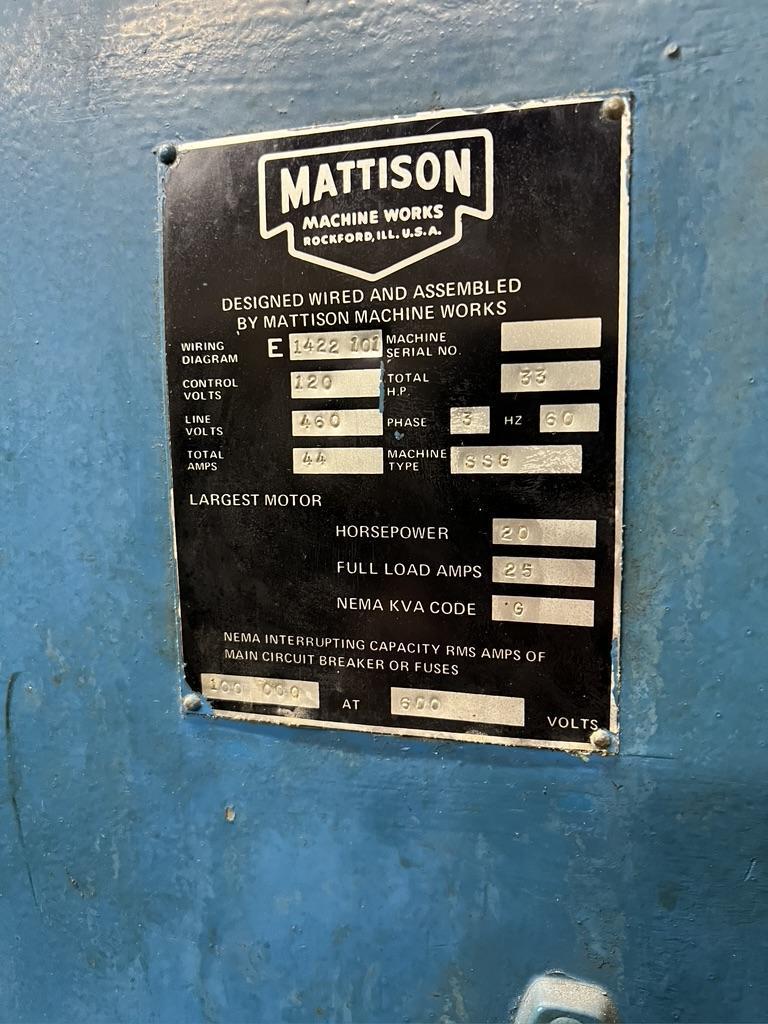 MATTISON
MACHINE WORKS
ROCKFORD, ILL. U.S.A.
DESIGNED WIRED AND ASSEMBLED
BY MATTISON MACHINE WORKS
WIRING DIAGRAM E 1422 101 MACHINE SERIAL NO.
CONTROL VOLTS 120 TOTAL H.P. 33
LINE VOLTS 460 PHASE 3 HZ 60
TOTAL AMPS 44 MACHINE TYPE SSG
LARGEST MOTOR
HORSEPOWER 20
FULL LOAD AMPS 25
NEMA KVA CODE G
NEMA INTERRUPTING CAPACITY RMS AMPS OF
MAIN CIRCUIT BREAKER OR FUSES
100 000 AT 600 VOLTS